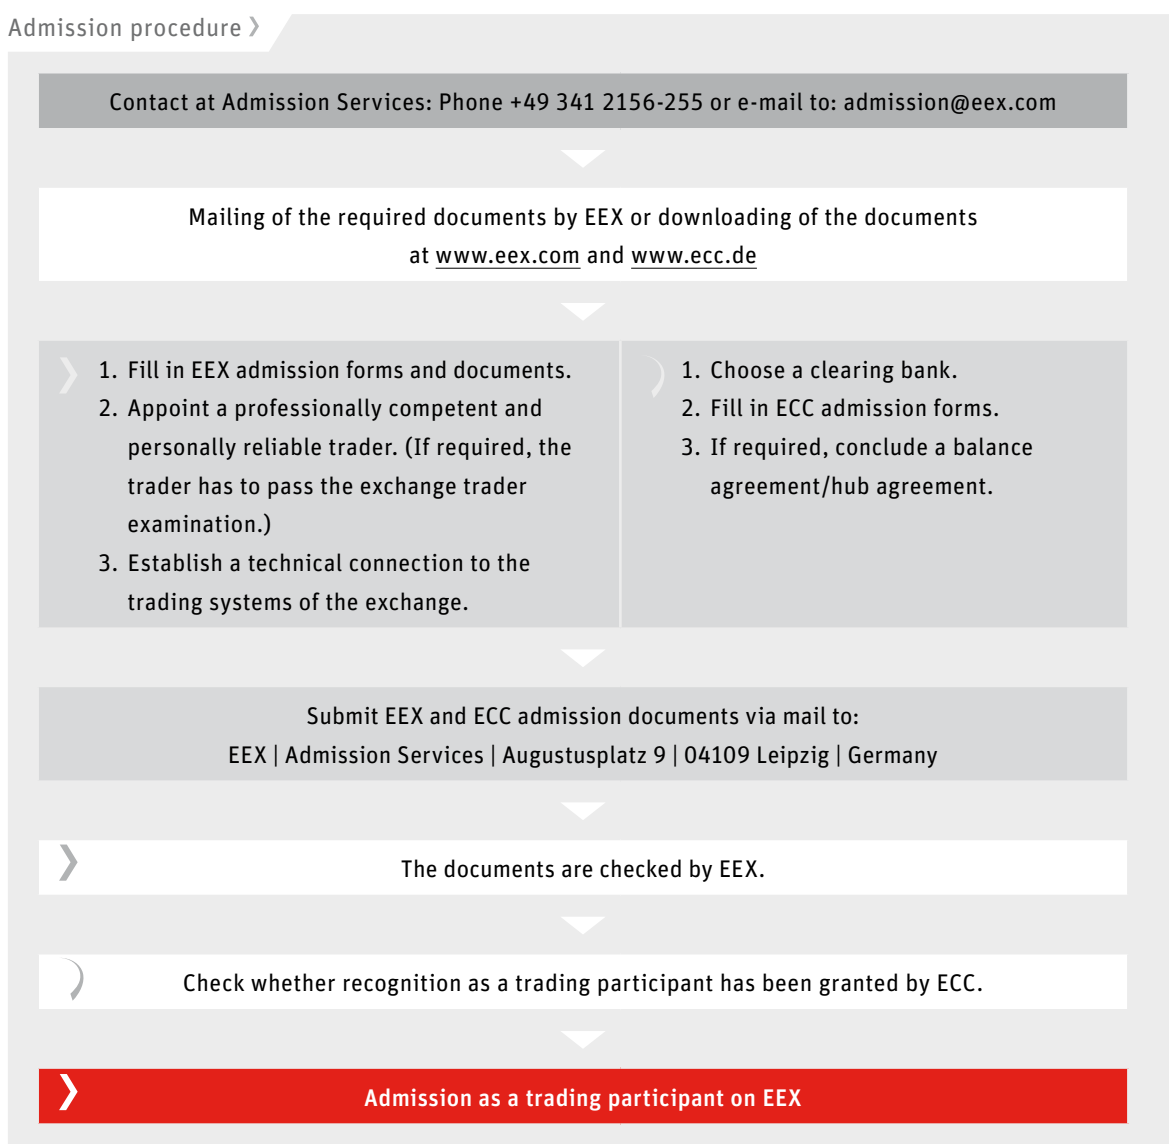 Admission procedure
Contact at Admission Services: Phone +49 341 2156-255 or e-mail to: admission@eex.com
Mailing of the required documents by EEX or downloading of the documents
at www.eex.com and www.ecc.de
1. Fill in EEX admission forms and documents.
2. Appoint a professionally competent and
personally reliable trader. (If required, the
trader has to pass the exchange trader
examination.)
3. Establish a technical connection to the
trading systems of the exchange.
1. Choose a clearing bank.
2. Fill in ECC admission forms.
3. If required, conclude a balance
agreement/hub agreement.
Submit EEX and ECC admission documents via mail to:
EEX | Admission Services | Augustusplatz 9 | 04109 Leipzig | Germany
The documents are checked by EEX.
Check whether recognition as a trading participant has been granted by ECC.
Admission as a trading participant on EEX